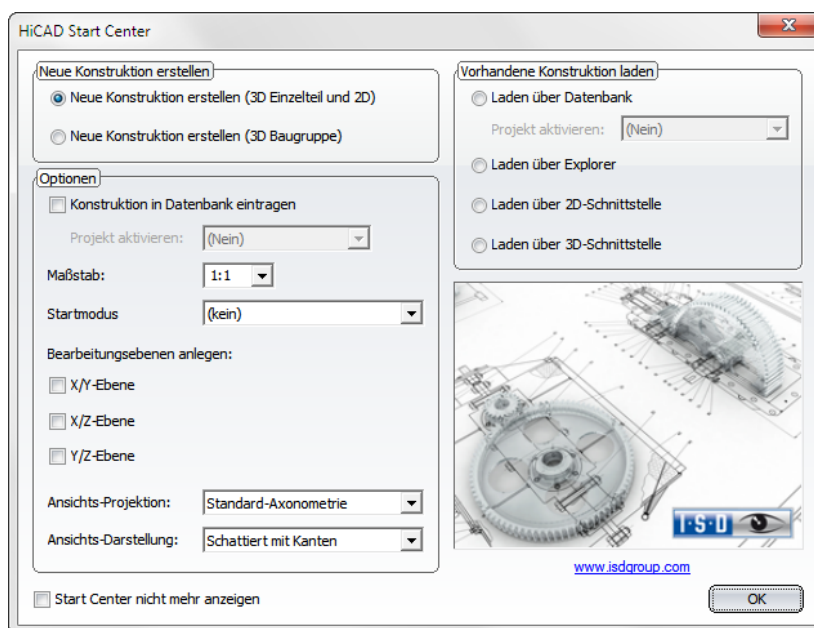 HiCAD Start Center
Neue Konstruktion erstellen
Neue Konstruktion erstellen (3D Einzelteil und 2D)
Neue Konstruktion erstellen (3D Baugruppe)
Optionen
Konstruktion in Datenbank eintragen
Projekt aktivieren: (Nein)
Maßstab: 1:1
Startmodus (kein)
Bearbeitungsebenen anlegen:
X/Y-Ebene
X/Z-Ebene
Y/Z-Ebene
Ansichts-Projektion: Standard-Axonometrie
Ansichts-Darstellung: Schattiert mit Kanten
Start Center nicht mehr anzeigen
Vorhandene Konstruktion laden
Laden über Datenbank
Projekt aktivieren: (Nein)
Laden über Explorer
Laden über 2D-Schnittstelle
Laden über 3D-Schnittstelle
I·S·D
www.isdgroup.com
OK